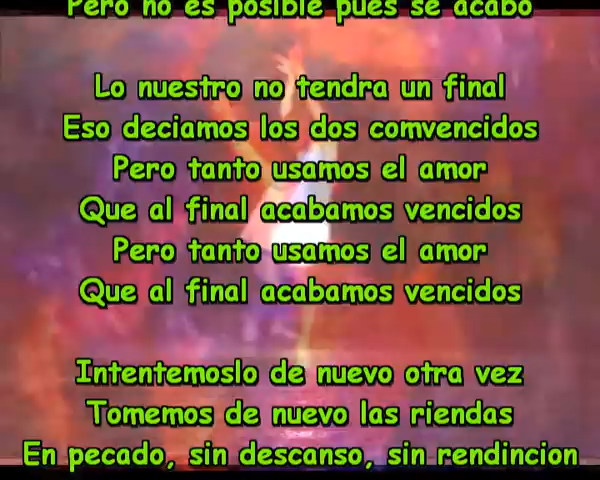 Pero no es posible pues se acabo
Lo nuestro no tendra un final
Eso deciamos los dos comvencidos
Pero tanto usamos el amor
Que al final acabamos vencidos
Pero tanto usamos el amor
Que al final acabamos vencidos
Intentemoslo de nuevo otra vez
Tomemos de nuevo las riendas
En pecado, sin descanso, sin rendincion